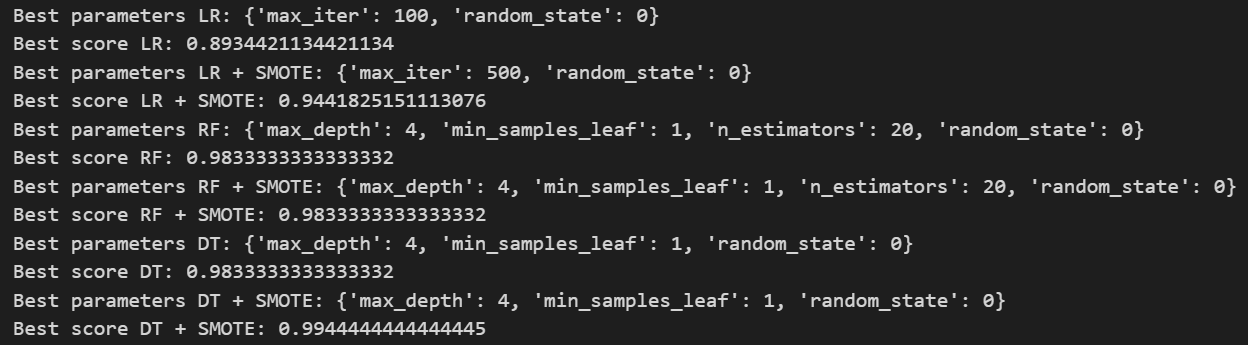 Best parameters LR: {'max_iter': 100, 'random_state': 0}
Best score LR: 0.8934421134421134
Best parameters LR + SMOTE: {'max_iter': 500, 'random_state': 0}
Best score LR + SMOTE: 0.9441825151113076
Best parameters RF: {'max_depth': 4, 'min_samples_leaf': 1, 'n_estimators': 20, 'random_state': 0}
Best score RF: 0.9833333333333332
Best parameters RF + SMOTE: {'max_depth': 4, 'min_samples_leaf': 1, 'n_estimators': 20, 'random_state': 0}
Best score RF + SMOTE: 0.9833333333333332
Best parameters DT: {'max_depth': 4, 'min_samples_leaf': 1, 'random_state': 0}
Best score DT: 0.9833333333333332
Best parameters DT + SMOTE: {'max_depth': 4, 'min_samples_leaf': 1, 'random_state': 0}
Best score DT + SMOTE: 0.9944444444444445